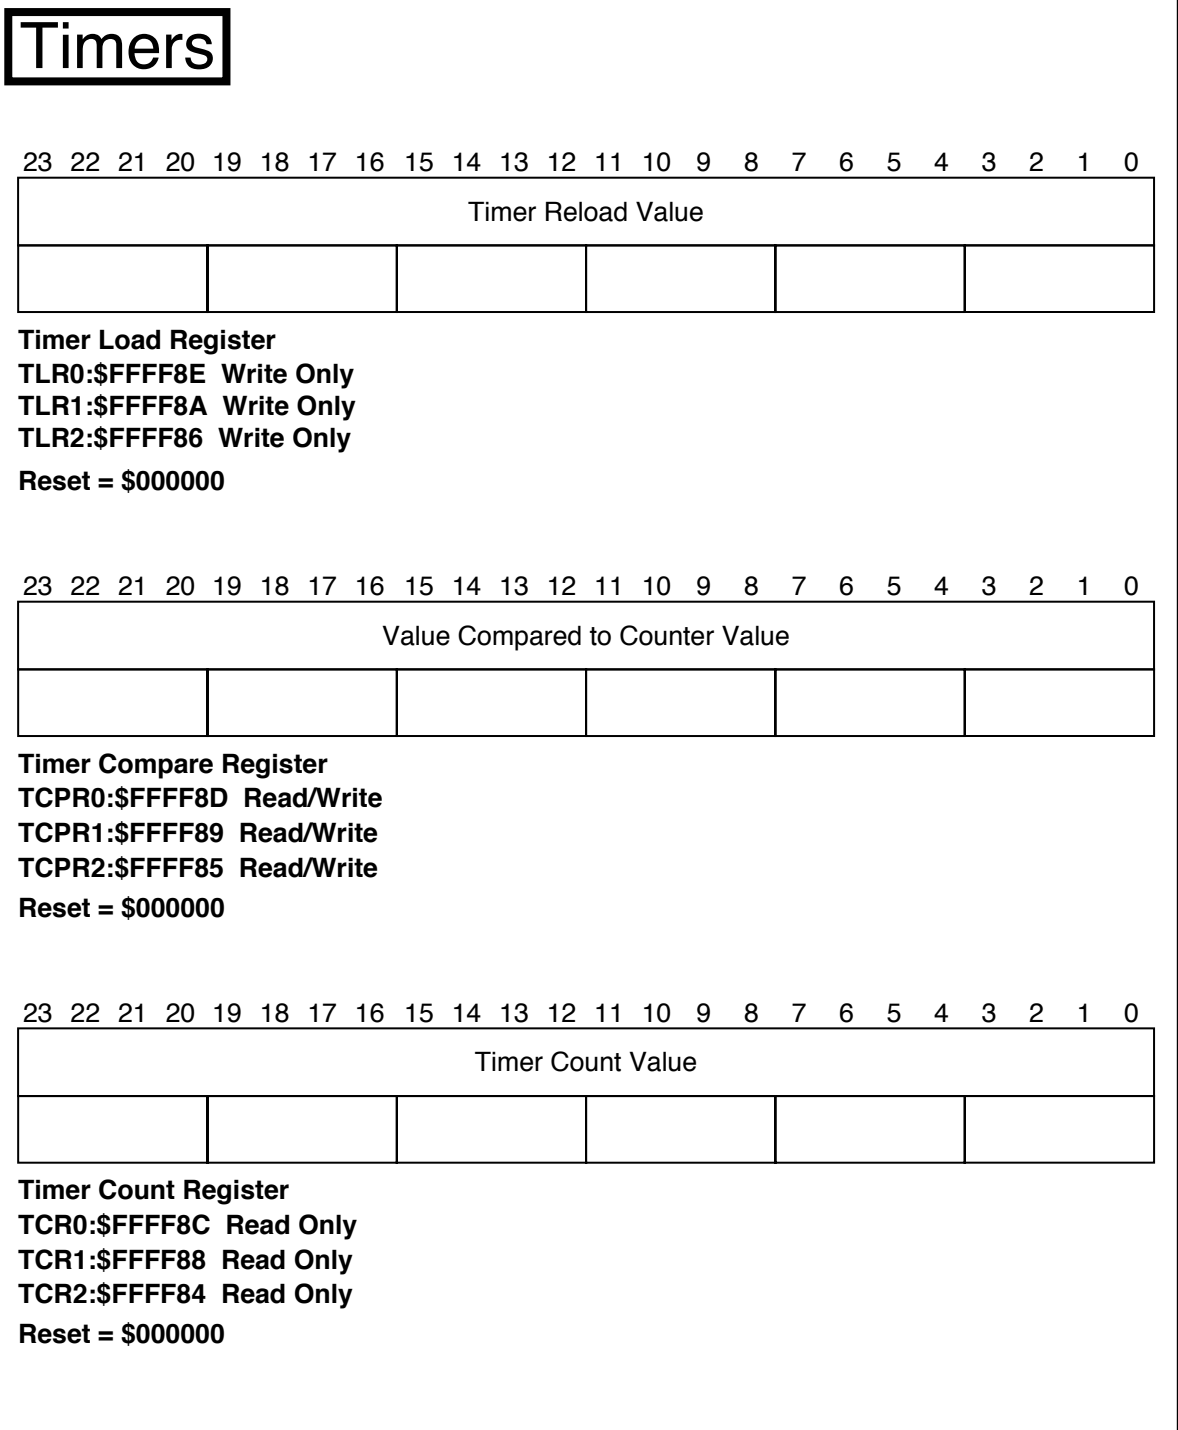 Timers
23 22 21 20 19 18 17 16 15 14 13 12 11 10 9 8 7 6 5 4 3 2 1 0
Timer Reload Value
Timer Load Register
TLR0:$FFFF8E Write Only
TLR1:$FFFF8A Write Only
TLR2:$FFFF86 Write Only
Reset = $000000
23 22 21 20 19 18 17 16 15 14 13 12 11 10 9 8 7 6 5 4 3 2 1 0
Value Compared to Counter Value
Timer Compare Register
TCPR0:$FFFF8D Read/Write
TCPR1:$FFFF89 Read/Write
TCPR2:$FFFF85 Read/Write
Reset = $000000
23 22 21 20 19 18 17 16 15 14 13 12 11 10 9 8 7 6 5 4 3 2 1 0
Timer Count Value
Timer Count Register
TCR0:$FFFF8C Read Only
TCR1:$FFFF88 Read Only
TCR2:$FFFF84 Read Only
Reset = $000000